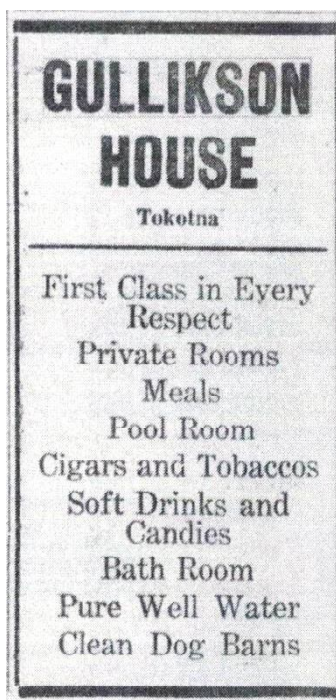 GULLIKSON
HOUSE
Tokotna
First Class in Every
Respect
Private Rooms
Meals
Pool Room
Cigars and Tobaccos
Soft Drinks and
Candies
Bath Room
Pure Well Water
Clean Dog Barns